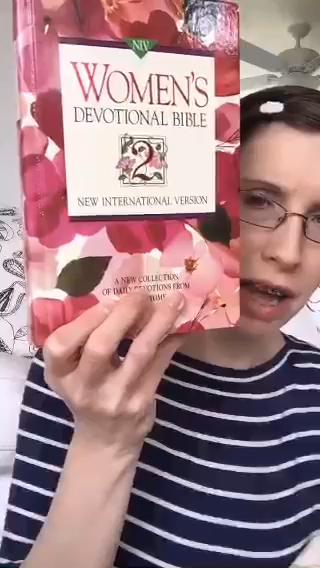 NIV
WOMEN'S
DEVOTIONAL BIBLE
2
NEW INTERNATIONAL VERSION
A NEW COLLECTION
OF DAILY DEVOTIONS FROM